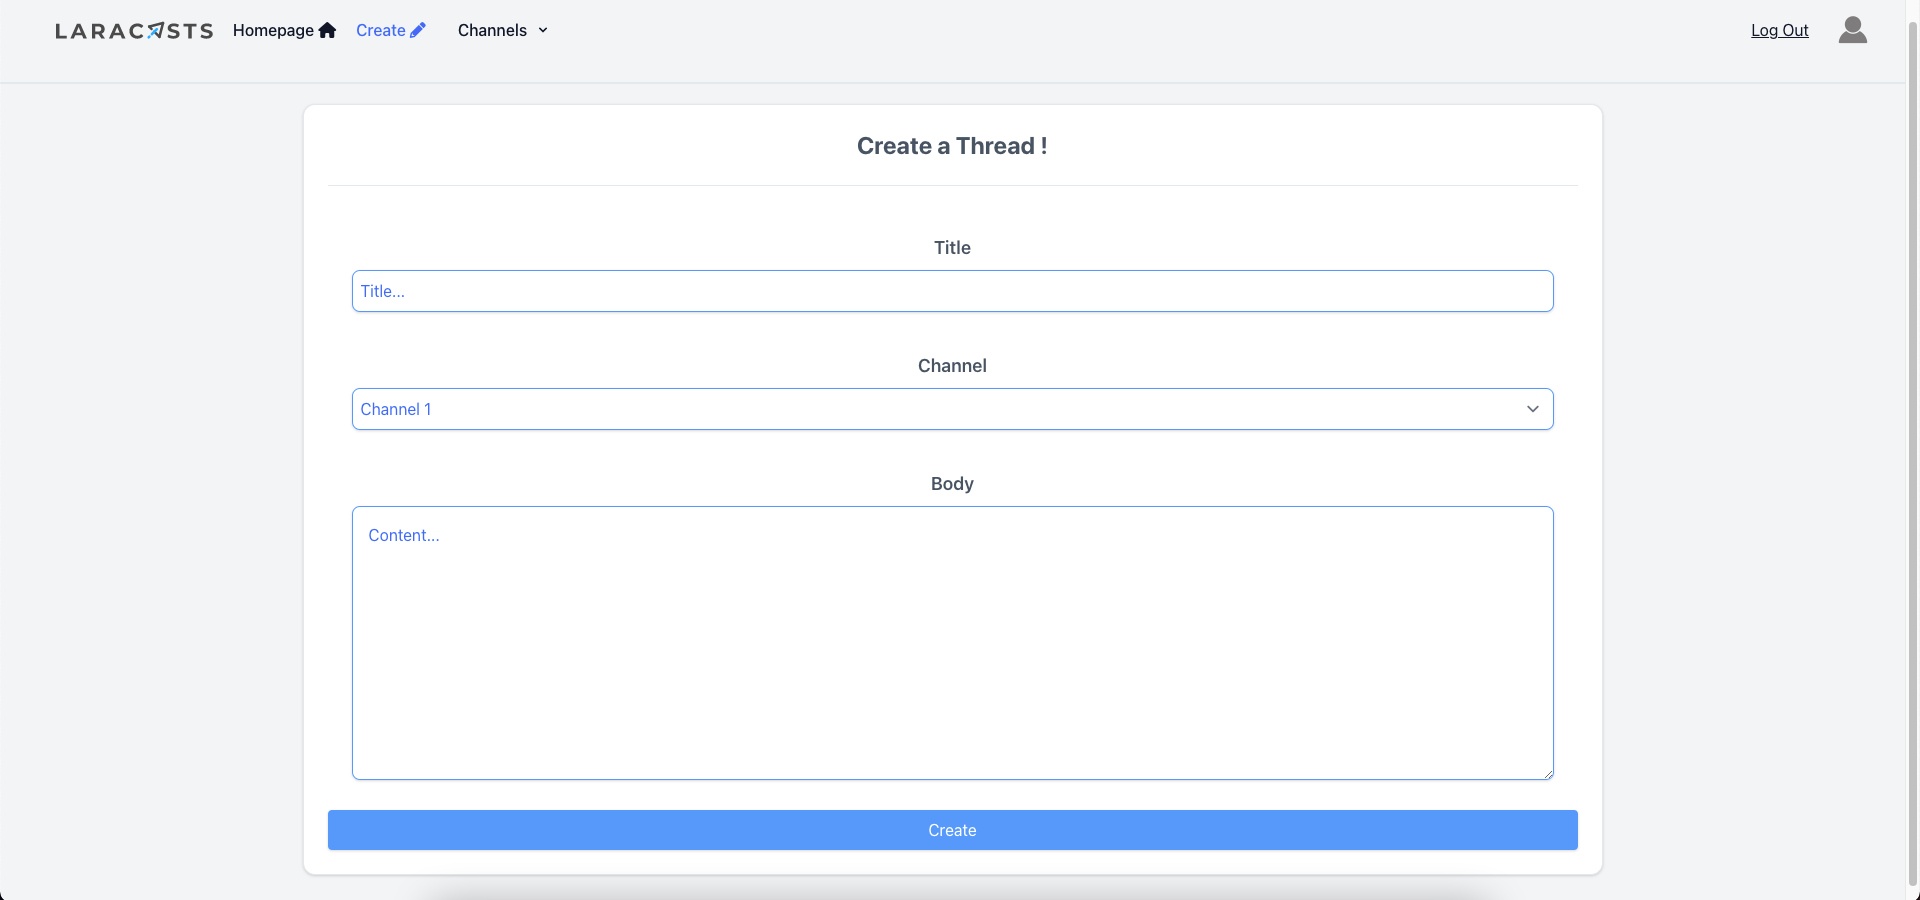 LARACASTS Homepage Create Channels Log Out
Create a Thread !
Title
Title...
Channel
Channel 1
Body
Content...
Create